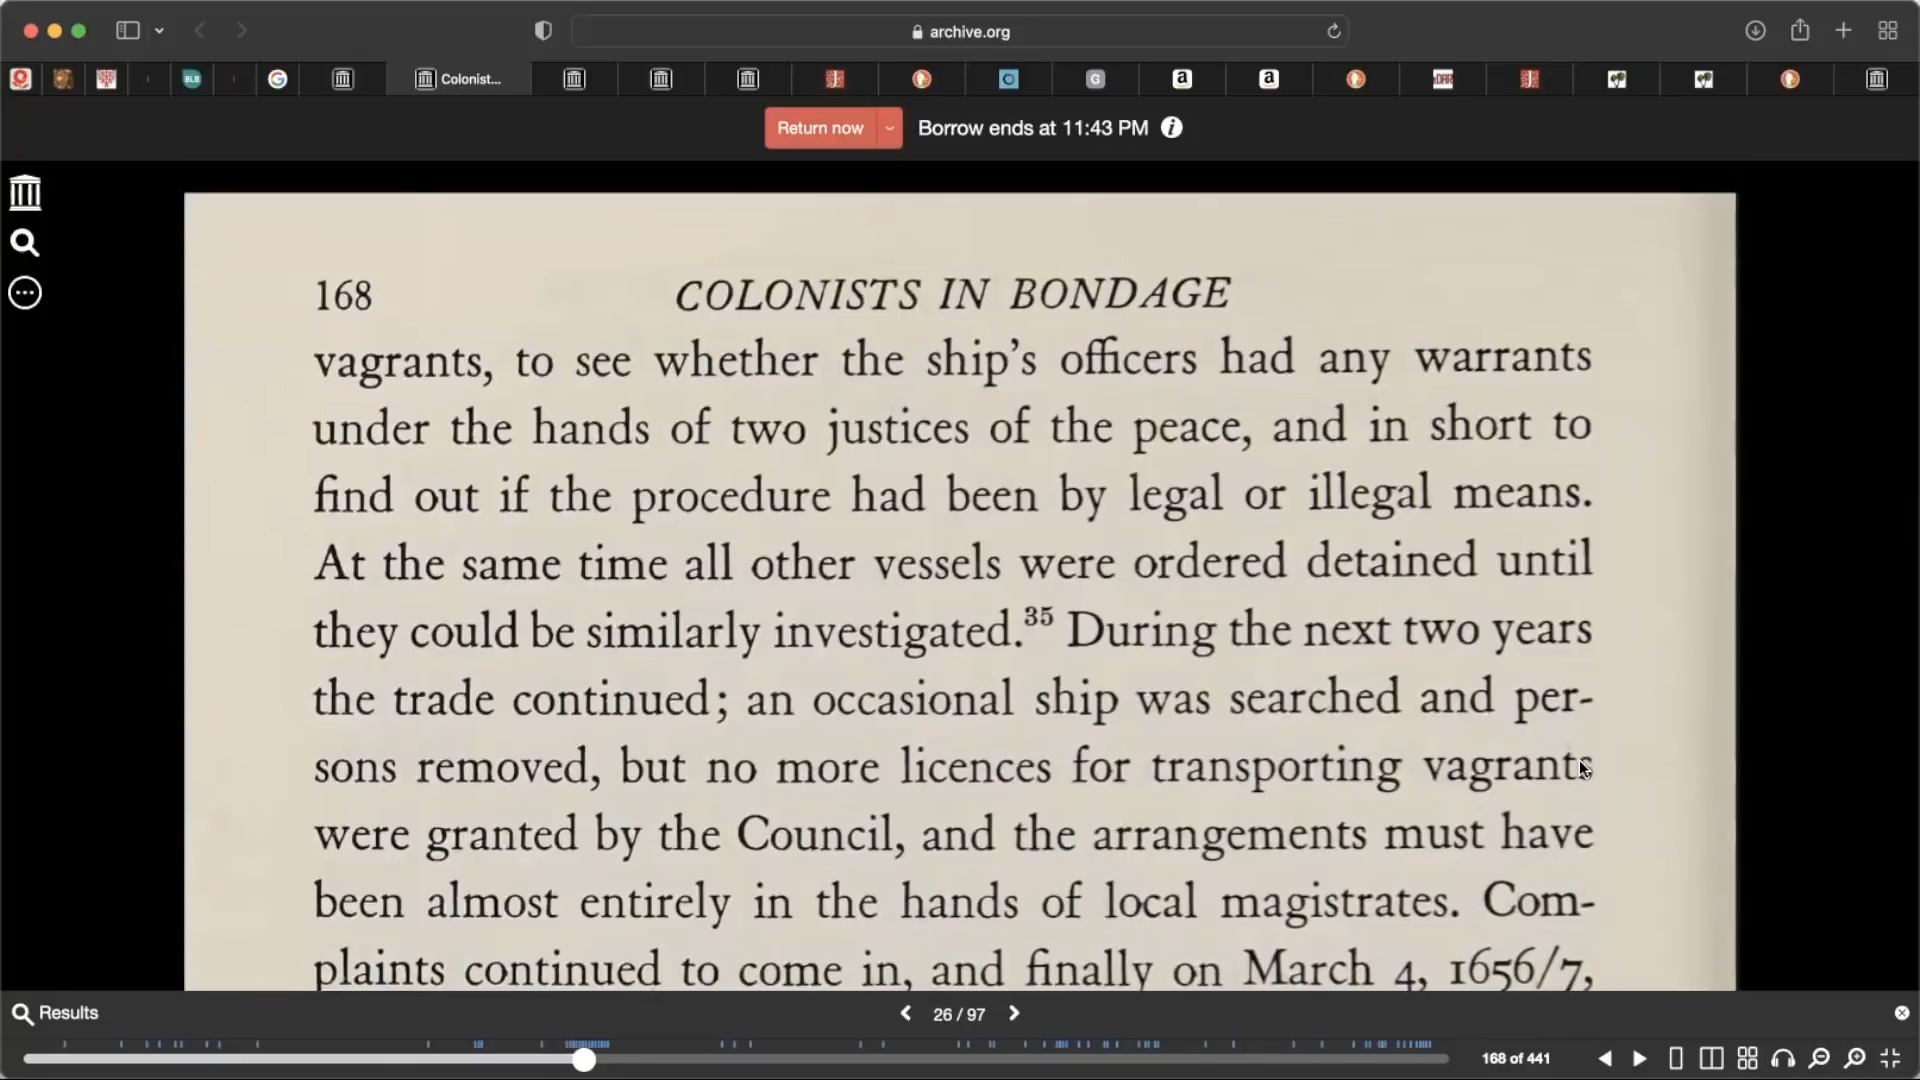 archive.org
BLB
G
Colonist...
G
a
a
DAR
Return now
Borrow ends at 11:43 PM
i
168
COLONISTS IN BONDAGE
vagrants, to see whether the ship’s officers had any warrants
under the hands of two justices of the peace, and in short to
find out if the procedure had been by legal or illegal means.
At the same time all other vessels were ordered detained until
they could be similarly investigated.³⁵ During the next two years
the trade continued; an occasional ship was searched and per-
sons removed, but no more licences for transporting vagrants
were granted by the Council, and the arrangements must have
been almost entirely in the hands of local magistrates. Com-
plaints continued to come in, and finally on March 4, 1656/7,
Results
26 / 97
168 of 441